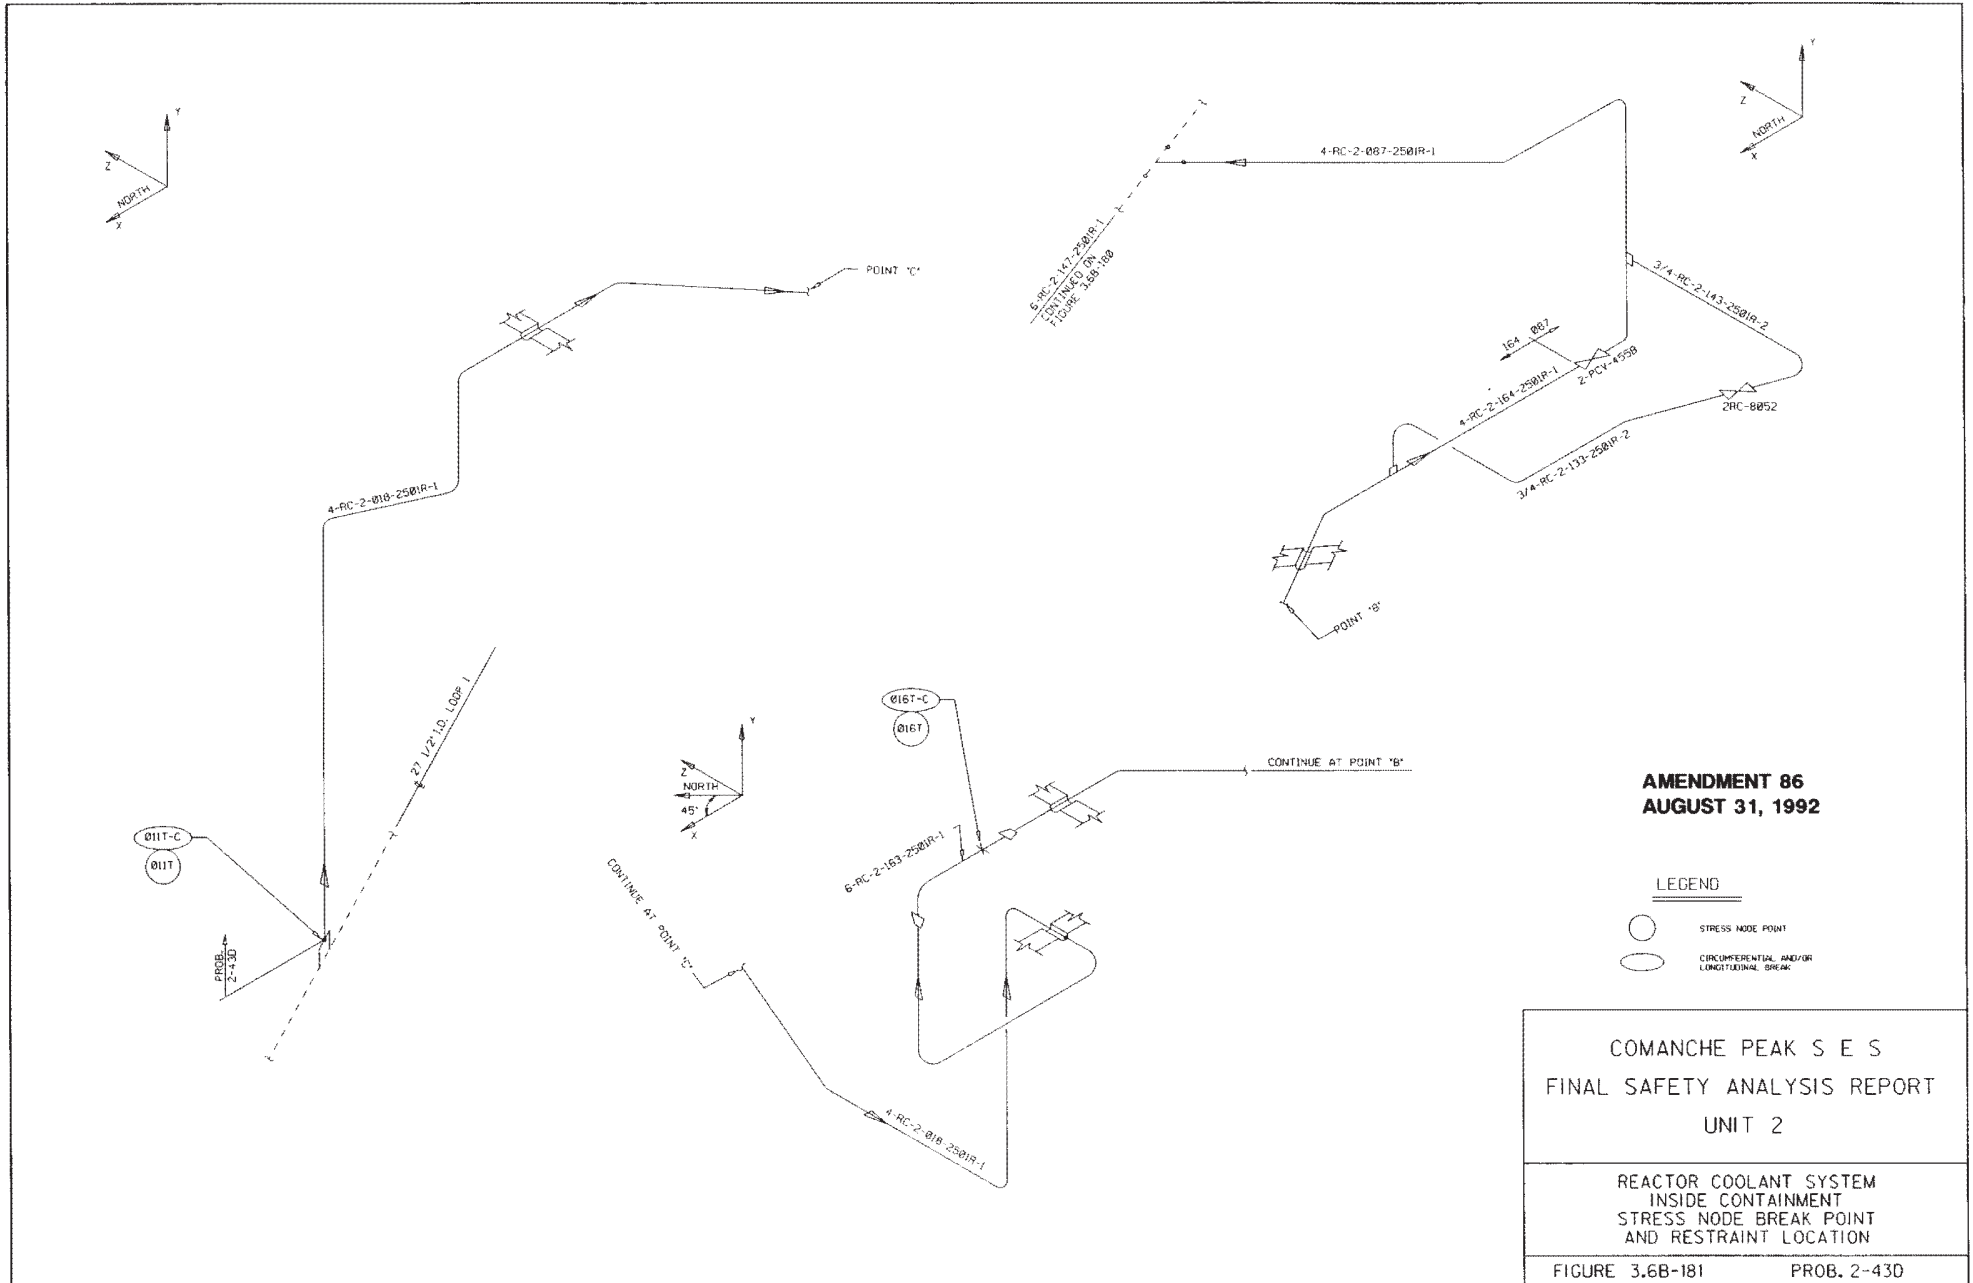 Y
Z
NORTH
X
POINT "C"
4-RC-2-018-2501R-1
27 1/2" I.D. LOOP 1
011T-C
011T
PROB.
2-43D
Y
Z
NORTH
X
4-RC-2-087-2501R-1
6-RC-2-147-2501R-1
CONTINUED ON
FIGURE 3.6B-180
3/4-RC-2-143-2501R-2
164
087
2-PCV-455B
4-RC-2-164-2501R-1
2RC-8052
3/4-RC-2-133-2501R-2
POINT "B"
016T-C
016T
Y
Z
NORTH
45°
X
CONTINUE AT POINT "B"
6-RC-2-163-2501R-1
CONTINUE AT POINT "C"
4-RC-2-018-2501R-1
AMENDMENT 86
AUGUST 31, 1992
LEGEND
STRESS NODE POINT
CIRCUMFERENTIAL AND/OR
LONGITUDINAL BREAK
COMANCHE PEAK S E S
FINAL SAFETY ANALYSIS REPORT
UNIT 2
REACTOR COOLANT SYSTEM
INSIDE CONTAINMENT
STRESS NODE BREAK POINT
AND RESTRAINT LOCATION
FIGURE 3.6B-181 PROB. 2-43D